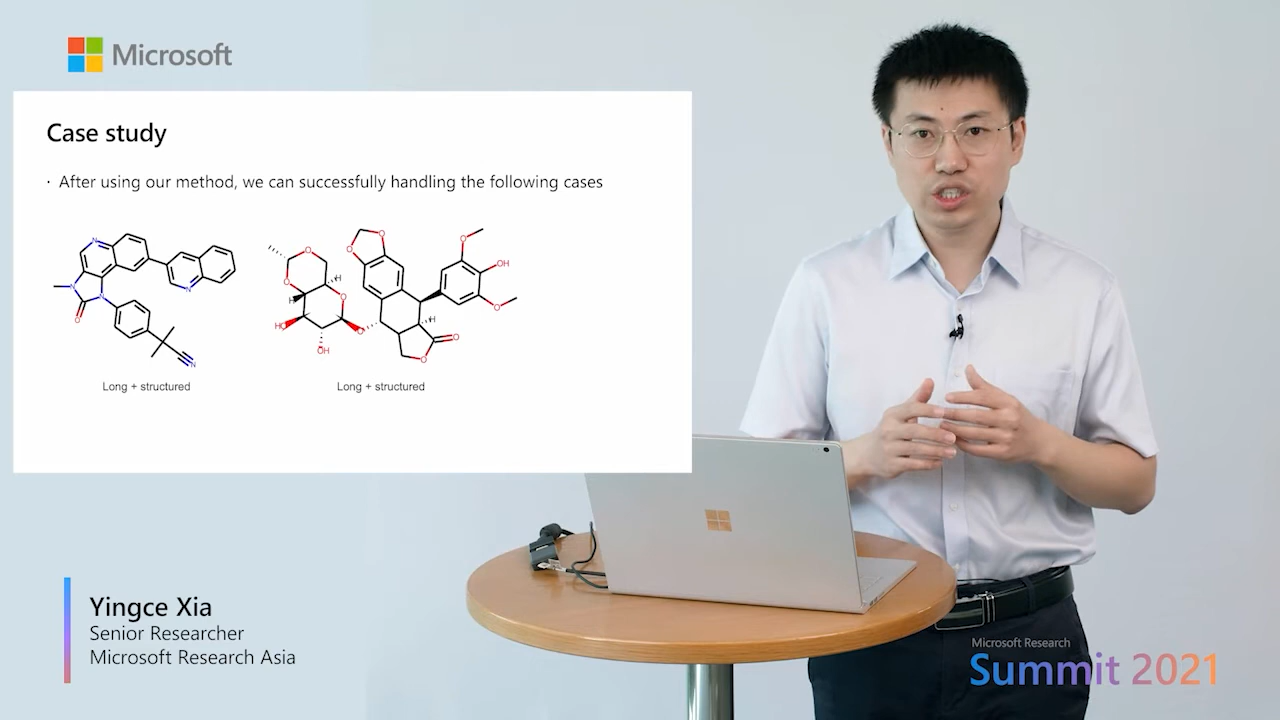 Microsoft
Case study
· After using our method, we can successfully handling the following cases
N
N
N
N
O
N
O
O
O
O
O
H
H
O
HO
OH
O
O
OH
O
H
O
O
Long + structured
Long + structured
Yingce Xia
Senior Researcher
Microsoft Research Asia
Microsoft Research
Summit 2021